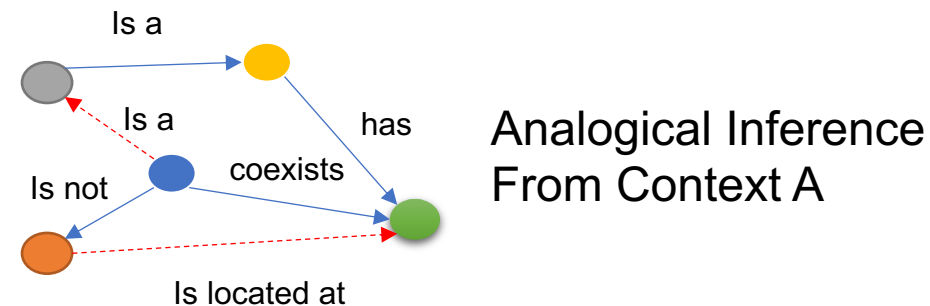 Is a
Is a
has
coexists
Is not
Is located at
Analogical Inference
From Context A